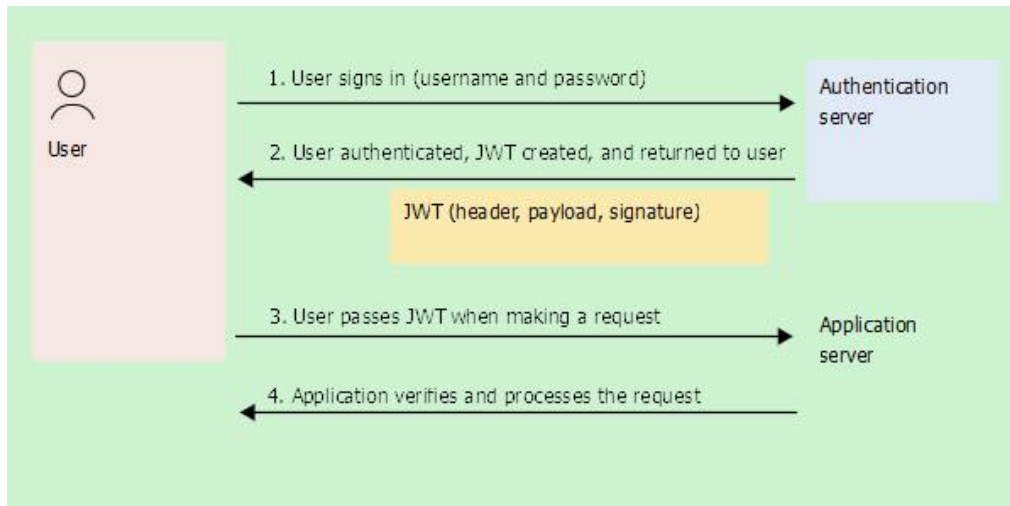 1. User signs in (username and password)
Authentication
server
User
2. User authenticated, JWT created, and returned to user
JWT (header, payload, signature)
3. User passes JWT when making a request
Application
server
4. Application verifies and processes the request